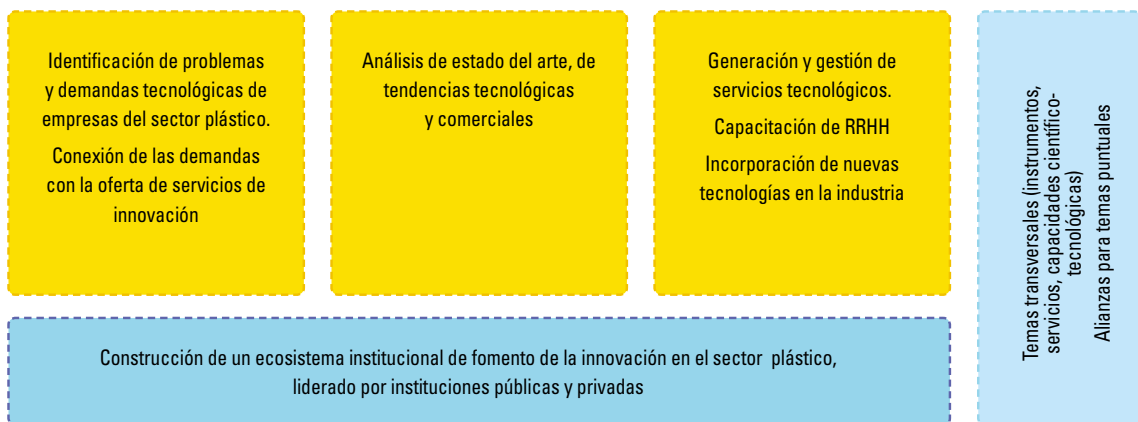 Identificación de problemas
y demandas tecnológicas de
empresas del sector plástico.
Conexión de las demandas
con la oferta de servicios de
innovación
Análisis de estado del arte, de
tendencias tecnológicas
y comerciales
Generación y gestión de
servicios tecnológicos.
Capacitación de RRHH
Incorporación de nuevas
tecnologías en la industria
Temas transversales (instrumentos,
servicios, capacidades científico-
tecnológicas)
Alianzas para temas puntuales
Construcción de un ecosistema institucional de fomento de la innovación en el sector plástico,
liderado por instituciones públicas y privadas